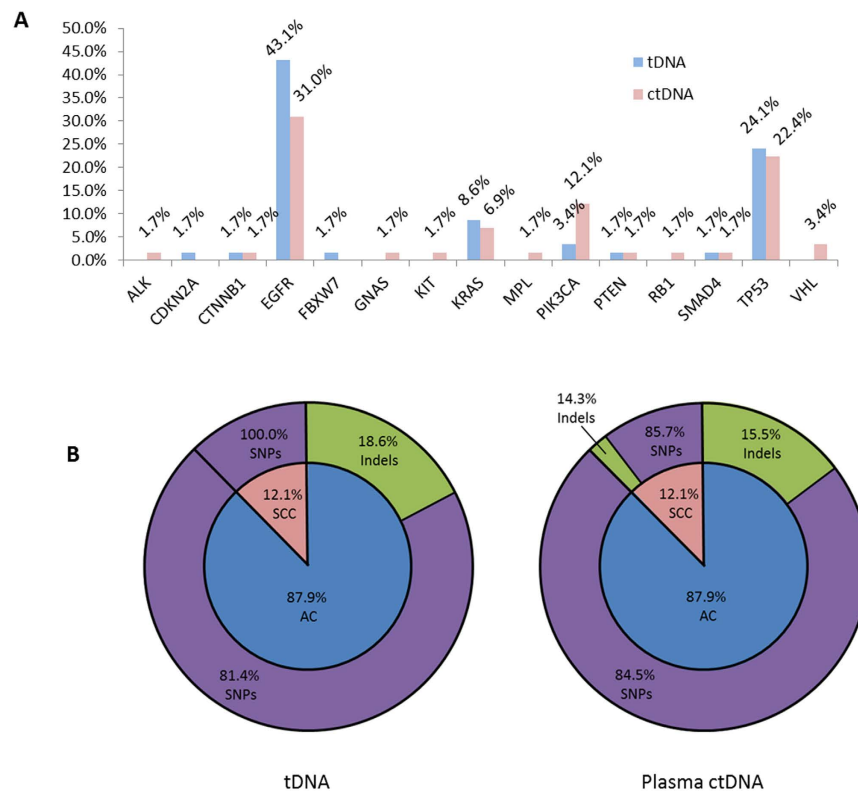 A
50.0%
45.0%
40.0%
35.0%
30.0%
25.0%
20.0%
15.0%
10.0%
5.0%
0.0%
43.1%
31.0%
tDNA
ctDNA
24.1%
22.4%
12.1%
8.6%
6.9%
3.4%
3.4%
1.7%
1.7%
1.7%
1.7%
1.7%
1.7%
1.7%
1.7%
1.7%
1.7%
1.7%
1.7%
1.7%
ALK
CDKN2A
CTNNB1
EGFR
FBXW7
GNAS
KIT
KRAS
MPL
PIK3CA
PTEN
RB1
SMAD4
TP53
VHL
B
100.0%
SNPs
18.6%
Indels
12.1%
SCC
87.9%
AC
81.4%
SNPs
tDNA
14.3%
Indels
85.7%
SNPs
15.5%
Indels
12.1%
SCC
87.9%
AC
84.5%
SNPs
Plasma ctDNA